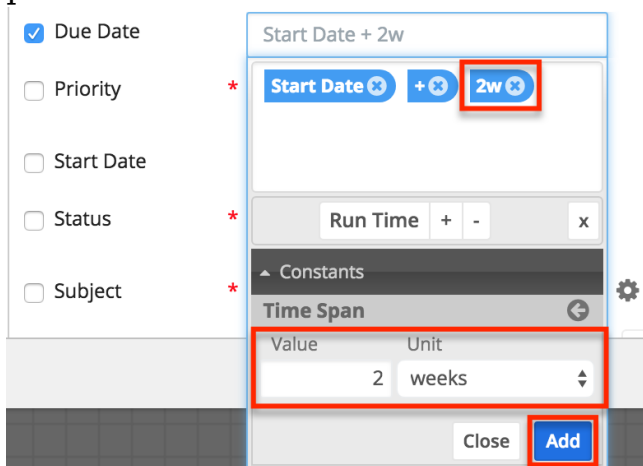 Due Date
Start Date + 2w
Priority *
Start Date + 2w
Start Date
Status *
Run Time + - x
Constants
Subject *
Time Span
Value Unit
2 weeks
Close Add